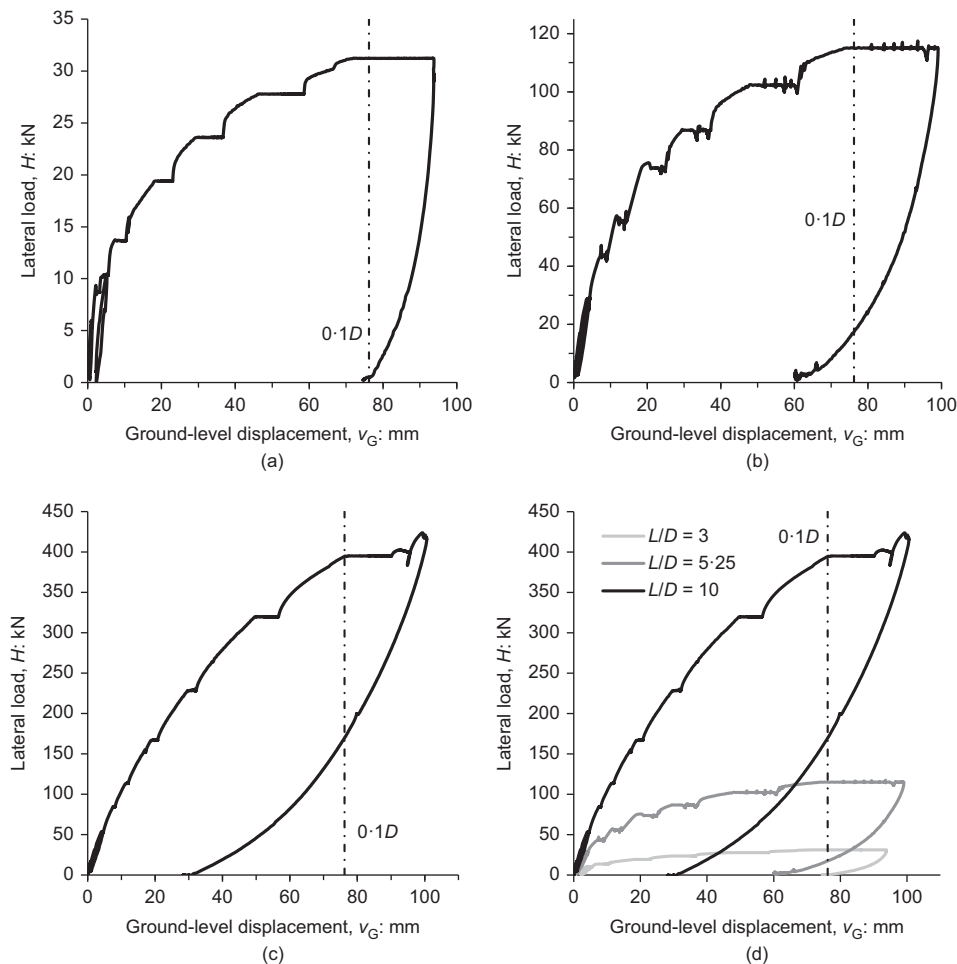 35
30
25
20
15
10
5
0
Lateral load, H: kN
0·1D
0 20 40 60 80 100
Ground-level displacement, vG: mm
(a)
120
100
80
60
40
20
0
Lateral load, H: kN
0·1D
0 20 40 60 80 100
Ground-level displacement, vG: mm
(b)
450
400
350
300
250
200
150
100
50
0
Lateral load, H: kN
0·1D
0 20 40 60 80 100
Ground-level displacement, vG: mm
(c)
450
400
350
300
250
200
150
100
50
0
Lateral load, H: kN
L/D = 3
L/D = 5·25
L/D = 10
0·1D
0 20 40 60 80 100
Ground-level displacement, vG: mm
(d)